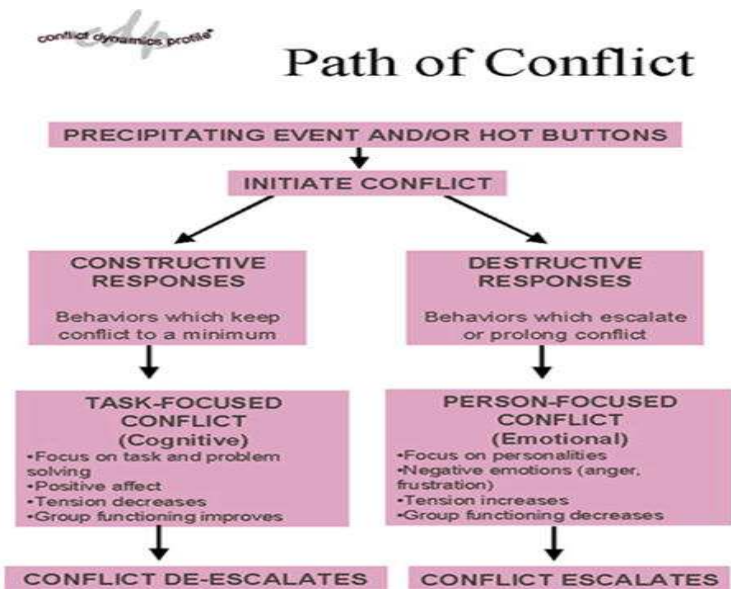 conflict dynamics profile
cdp
Path of Conflict
PRECIPITATING EVENT AND/OR HOT BUTTONS
INITIATE CONFLICT
CONSTRUCTIVE
RESPONSES
Behaviors which keep
conflict to a minimum
DESTRUCTIVE
RESPONSES
Behaviors which escalate
or prolong conflict
TASK-FOCUSED
CONFLICT
(Cognitive)
•Focus on task and problem
solving
•Positive affect
•Tension decreases
•Group functioning improves
PERSON-FOCUSED
CONFLICT
(Emotional)
•Focus on personalities
•Negative emotions (anger,
frustration)
•Tension increases
•Group functioning decreases
CONFLICT DE-ESCALATES
CONFLICT ESCALATES